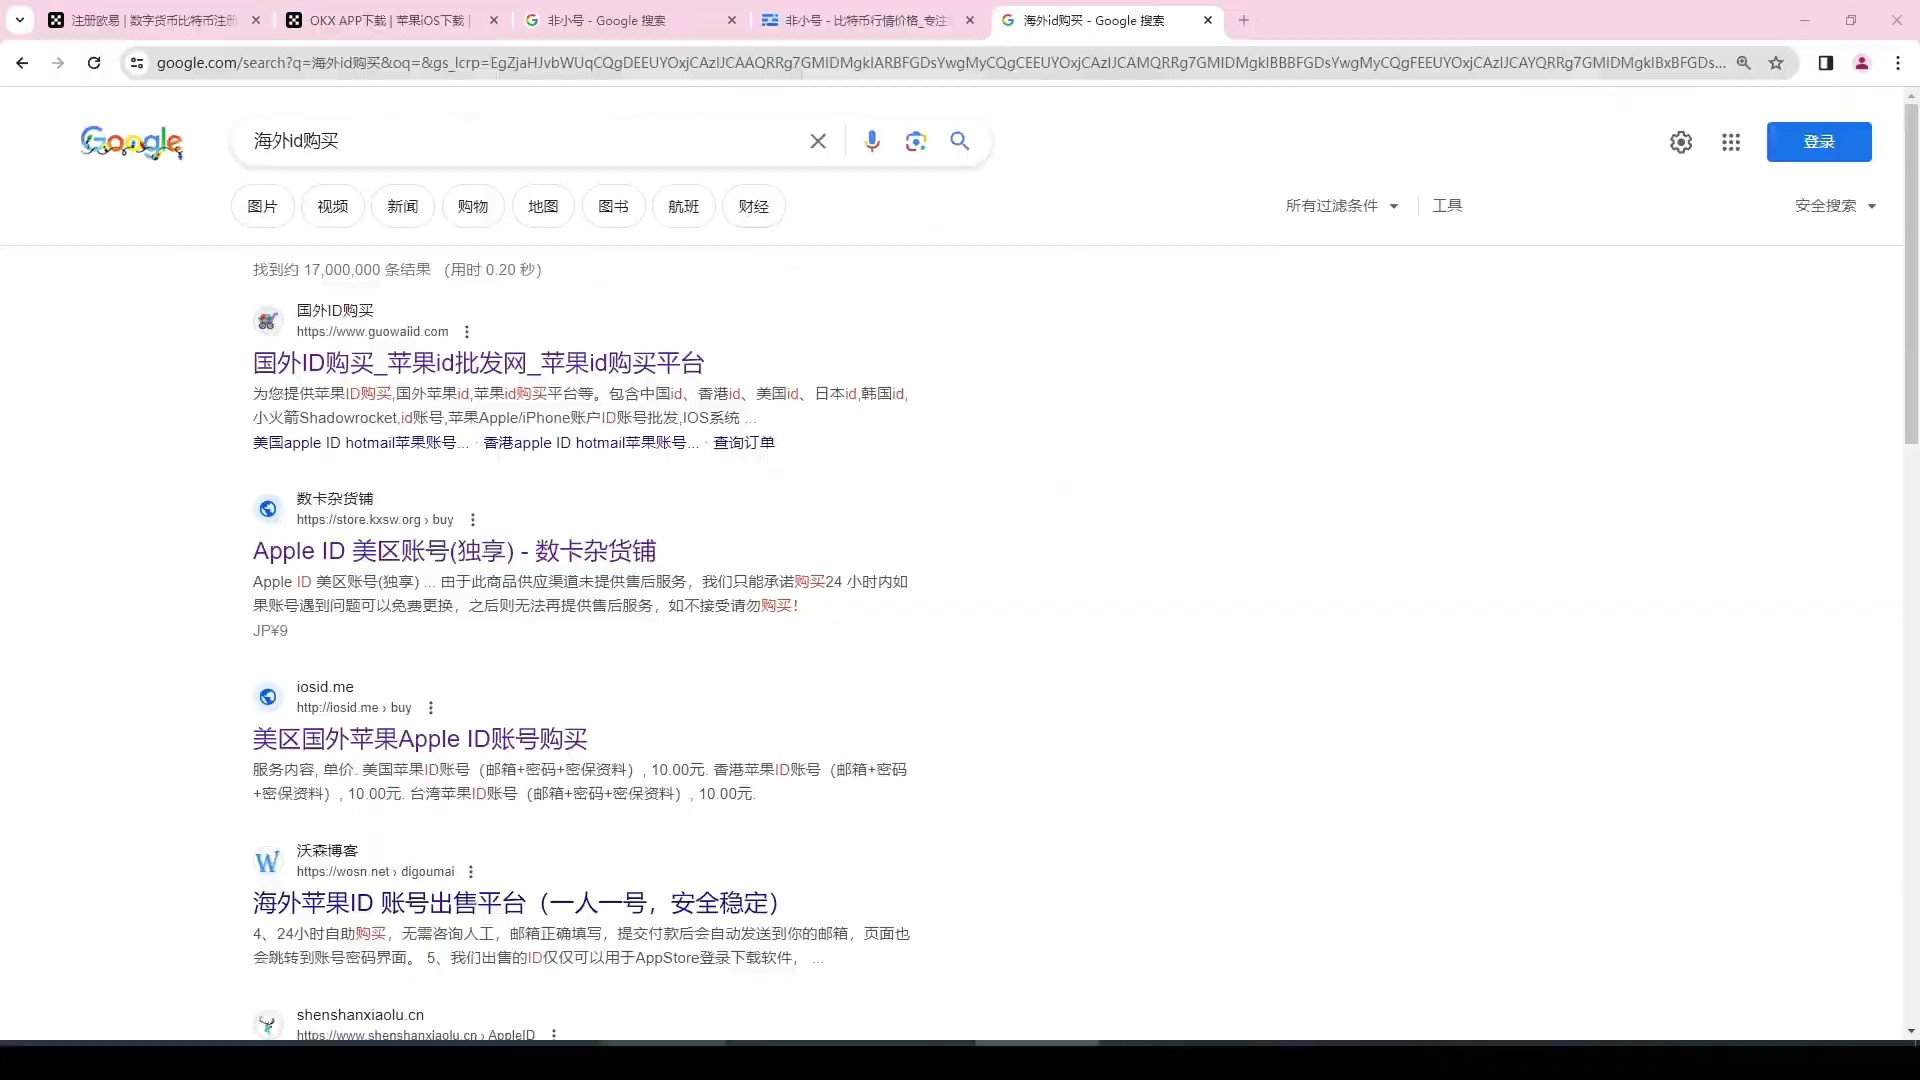 注册欧易 | 数字货币比特币注册
OKX APP下载 | 苹果iOS下载 |
非小号 - Google 搜索
非小号 - 比特币行情价格_专注
海外id购买 - Google 搜索
google.com/search?q=海外id购买&oq=&gs_lcrp=EgZjaHJvbWUqCQgDEEUYOxjCAzIJCAAQRRg7GMIDMgkIARBFGDsYwgMyCQgCEEUYOxjCAzIJCAMQRRg7GMIDMgkIBBBFGDsYwgMyCQgFEEUYOxjCAzIJCAYQRRg7GMIDMgkIBxBFGDs...
Google
海外id购买
登录
图片 视频 新闻 购物 地图 图书 航班 财经
所有过滤条件 工具 安全搜索
找到约 17,000,000 条结果 （用时 0.20 秒）
国外ID购买
https://www.guowaiid.com
国外ID购买_苹果id批发网_苹果id购买平台
为您提供苹果ID购买,国外苹果id,苹果id购买平台等。包含中国id、香港id、美国id、日本id,韩国id,
小火箭Shadowrocket,id账号,苹果Apple/iPhone账户ID账号批发,IOS系统 ...
美国apple ID hotmail苹果账号... · 香港apple ID hotmail苹果账号... · 查询订单
数卡杂货铺
https://store.kxsw.org › buy
Apple ID 美区账号(独享) - 数卡杂货铺
Apple ID 美区账号(独享) ... 由于此商品供应渠道未提供售后服务，我们只能承诺购买24 小时内如
果账号遇到问题可以免费更换，之后则无法再提供售后服务，如不接受请勿购买！
JP¥9
iosid.me
http://iosid.me › buy
美区国外苹果Apple ID账号购买
服务内容, 单价. 美国苹果ID账号（邮箱+密码+密保资料）, 10.00元. 香港苹果ID账号（邮箱+密码
+密保资料）, 10.00元. 台湾苹果ID账号（邮箱+密码+密保资料）, 10.00元.
沃森博客
https://wosn.net › digoumai
海外苹果ID 账号出售平台（一人一号，安全稳定）
4、24小时自助购买，无需咨询人工，邮箱正确填写，提交付款后会自动发送到你的邮箱，页面也
会跳转到账号密码界面。 5、我们出售的ID仅仅可以用于AppStore登录下载软件， ...
shenshanxiaolu.cn
https://www.shenshanxiaolu.cn › AppleID